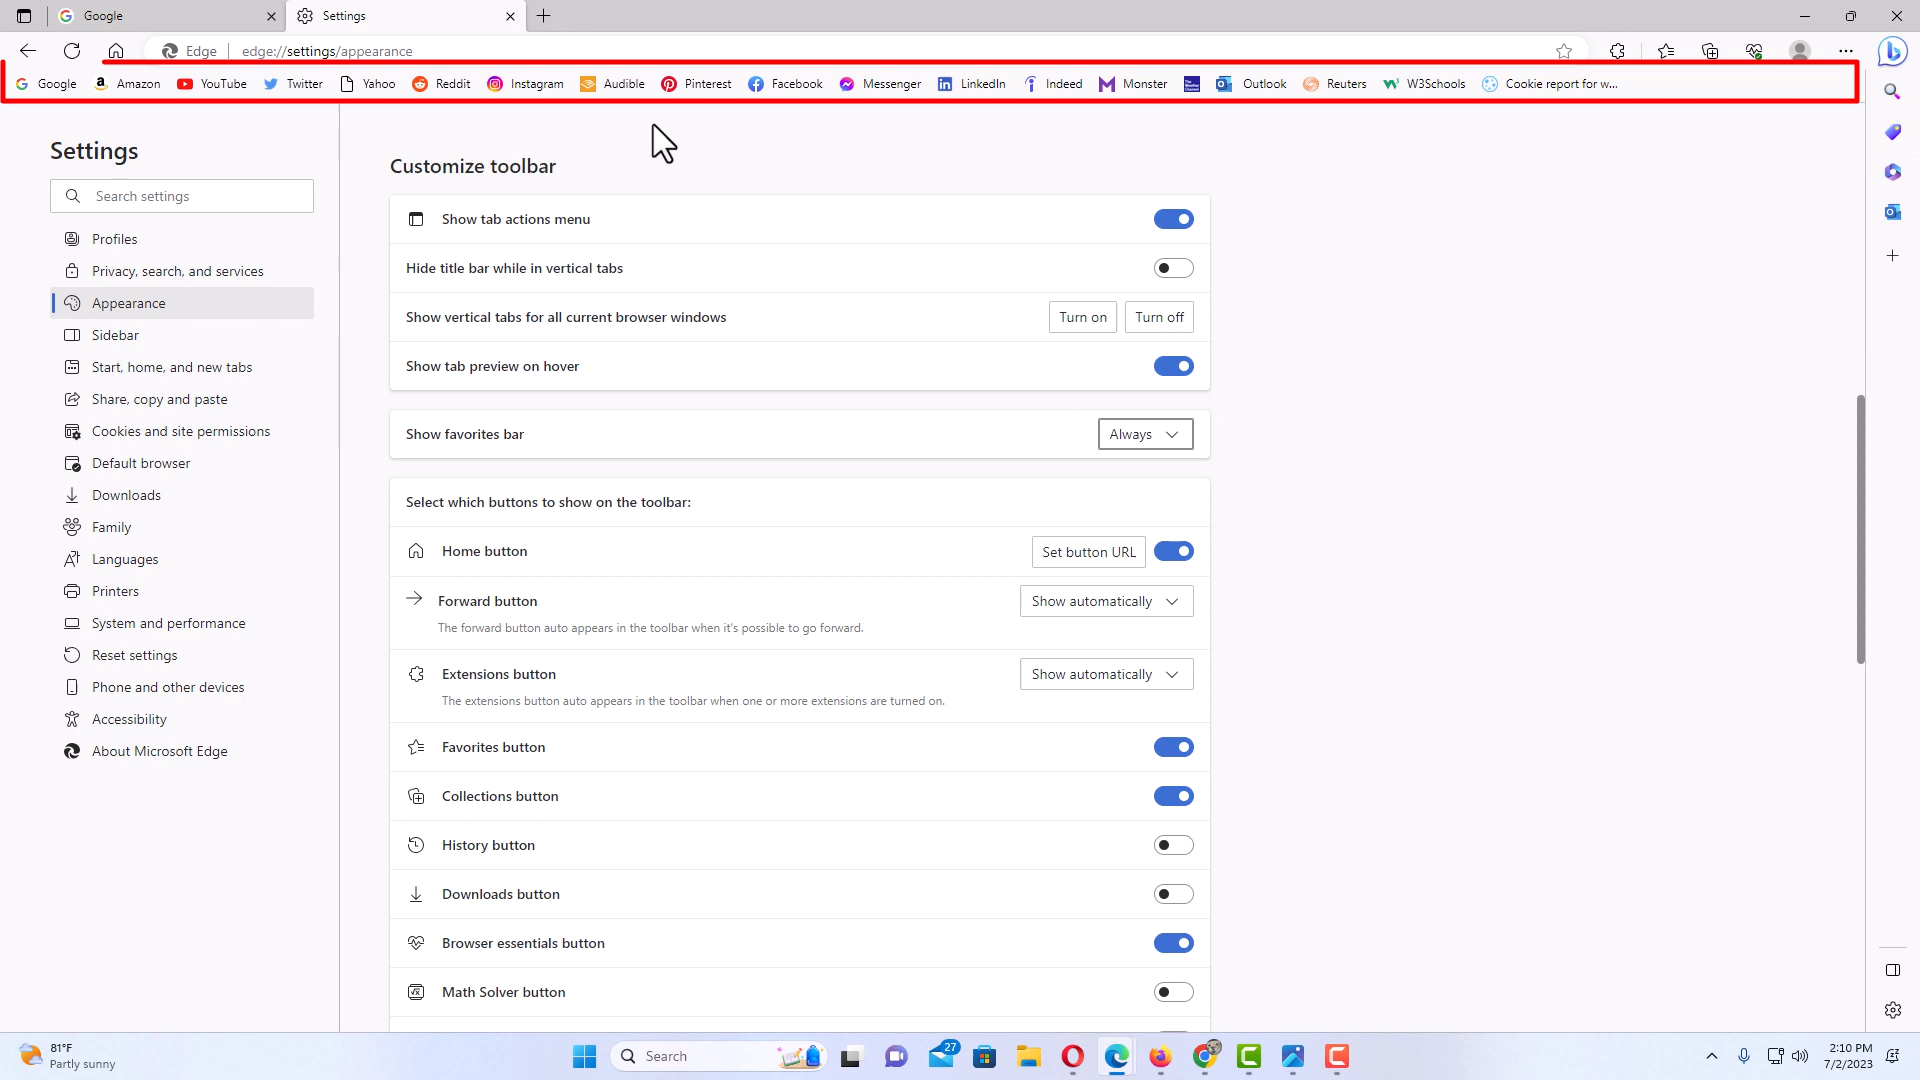 Google
Settings
Edge edge://settings/appearance
Google Amazon YouTube Twitter Yahoo Reddit Instagram Audible Pinterest Facebook Messenger LinkedIn Indeed Monster Outlook Reuters W3Schools Cookie report for w...
Settings
Search settings
Profiles
Privacy, search, and services
Appearance
Sidebar
Start, home, and new tabs
Share, copy and paste
Cookies and site permissions
Default browser
Downloads
Family
Languages
Printers
System and performance
Reset settings
Phone and other devices
Accessibility
About Microsoft Edge
Customize toolbar
Show tab actions menu
Hide title bar while in vertical tabs
Show vertical tabs for all current browser windows Turn on Turn off
Show tab preview on hover
Show favorites bar Always
Select which buttons to show on the toolbar:
Home button Set button URL
Forward button Show automatically
The forward button auto appears in the toolbar when it's possible to go forward.
Extensions button Show automatically
The extensions button auto appears in the toolbar when one or more extensions are turned on.
Favorites button
Collections button
History button
Downloads button
Browser essentials button
Math Solver button
81°F
Partly sunny
Search
27
2:10 PM
7/2/2023